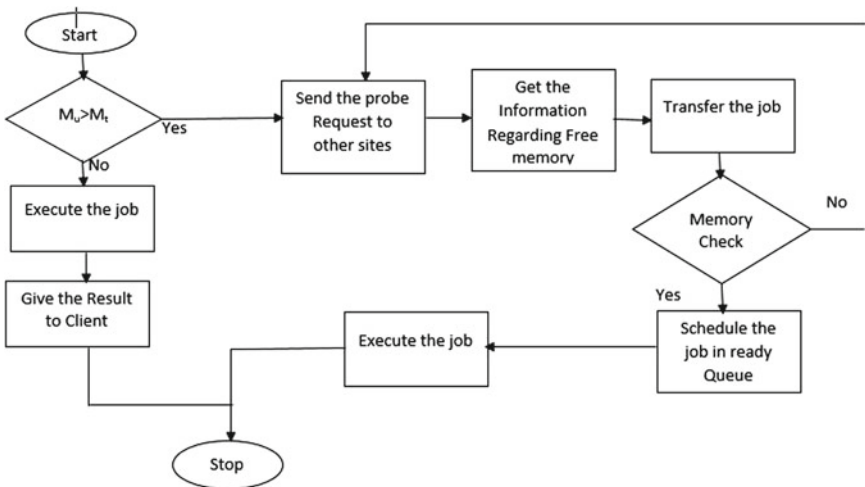 Start
Mu>Mt
Yes
No
Send the probe
Request to
other sites
Get the
Information
Regarding Free
memory
Transfer the job
Memory
Check
No
Yes
Execute the job
Give the Result
to Client
Execute the job
Schedule the
job in ready
Queue
Stop